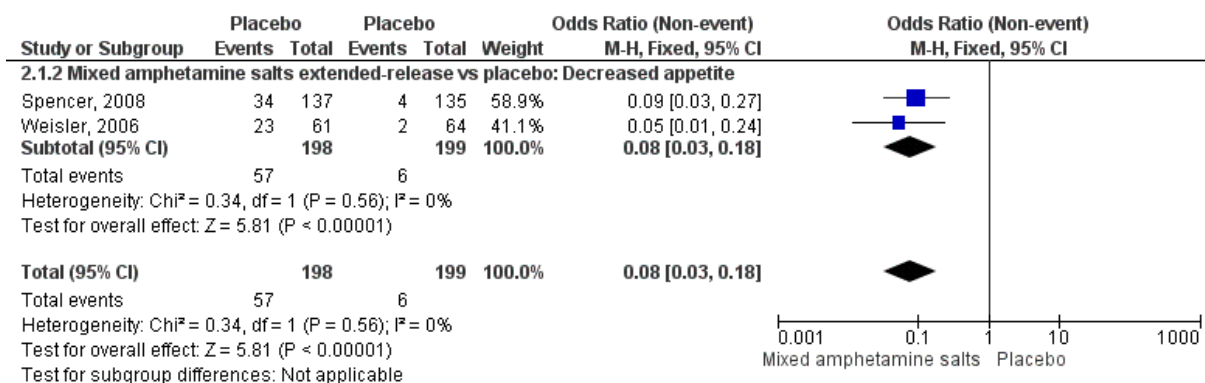 Placebo Placebo Odds Ratio (Non-event) Odds Ratio (Non-event)
Study or Subgroup Events Total Events Total Weight M-H, Fixed, 95% CI M-H, Fixed, 95% CI
2.1.2 Mixed amphetamine salts extended-release vs placebo: Decreased appetite
Spencer, 2008 34 137 4 135 58.9% 0.09 [0.03, 0.27]
Weisler, 2006 23 61 2 64 41.1% 0.05 [0.01, 0.24]
Subtotal (95% CI) 198 199 100.0% 0.08 [0.03, 0.18]
Total events 57 6
Heterogeneity: Chi² = 0.34, df = 1 (P = 0.56); I² = 0%
Test for overall effect: Z = 5.81 (P < 0.00001)
Total (95% CI) 198 199 100.0% 0.08 [0.03, 0.18]
Total events 57 6
Heterogeneity: Chi² = 0.34, df = 1 (P = 0.56); I² = 0%
Test for overall effect: Z = 5.81 (P < 0.00001)
Test for subgroup differences: Not applicable
0.001 0.1 1 10 1000
Mixed amphetamine salts Placebo